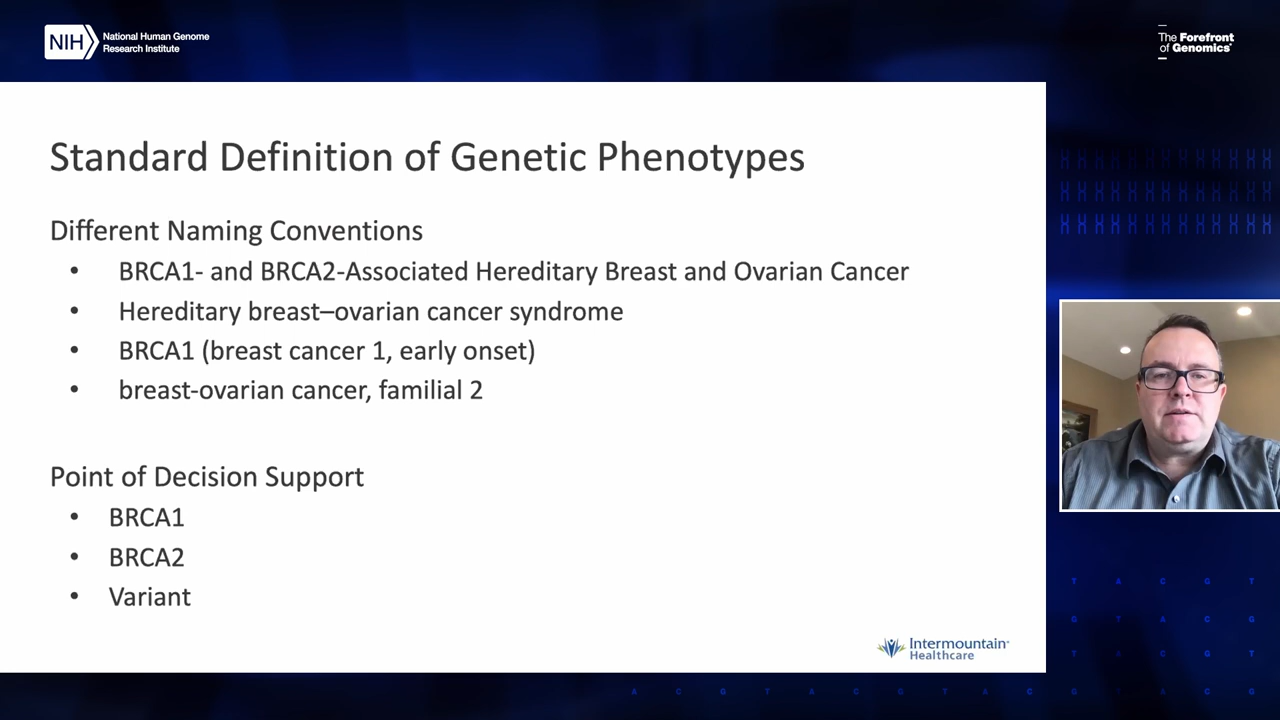 NIH
National Human Genome
Research Institute
The Forefront
of Genomics®
Standard Definition of Genetic Phenotypes
Different Naming Conventions
• BRCA1- and BRCA2-Associated Hereditary Breast and Ovarian Cancer
• Hereditary breast–ovarian cancer syndrome
• BRCA1 (breast cancer 1, early onset)
• breast-ovarian cancer, familial 2
Point of Decision Support
• BRCA1
• BRCA2
• Variant
Intermountain®
Healthcare
T A C G T
G T A C G
T A C G T
A C G T A C G T A C G T A C G